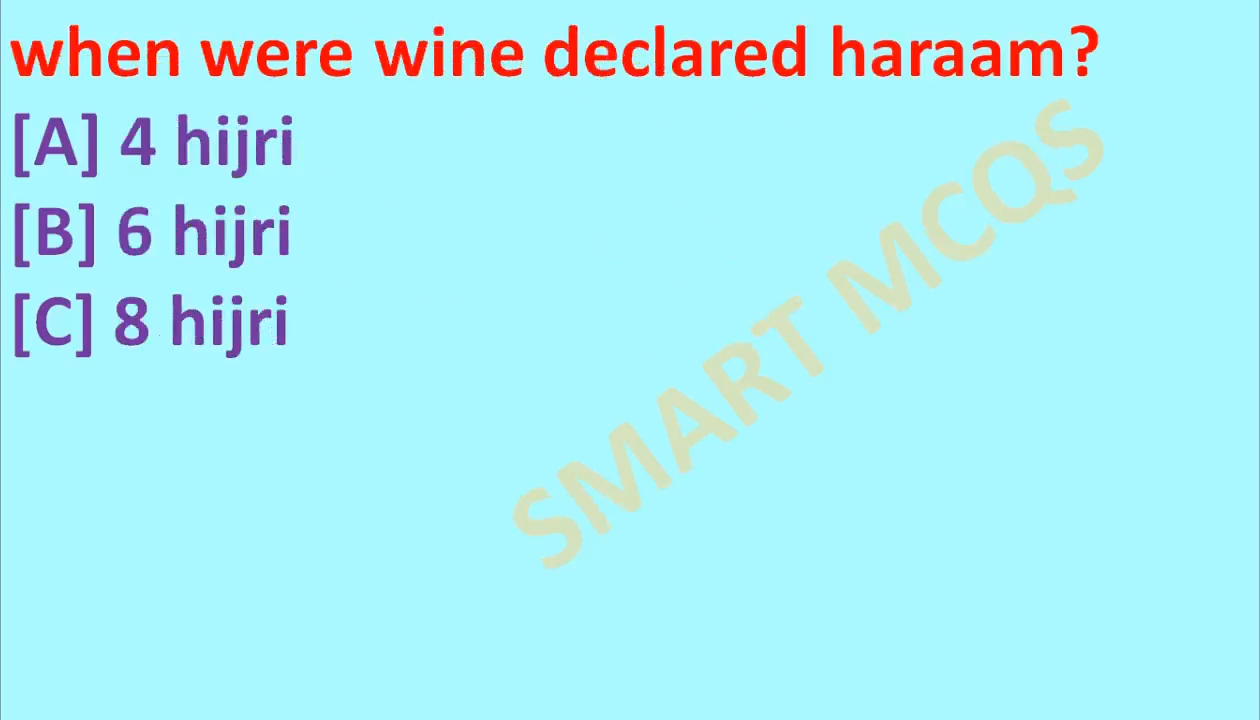 when were wine declared haraam?
[A] 4 hijri
[B] 6 hijri
[C] 8 hijri
SMART MCQS